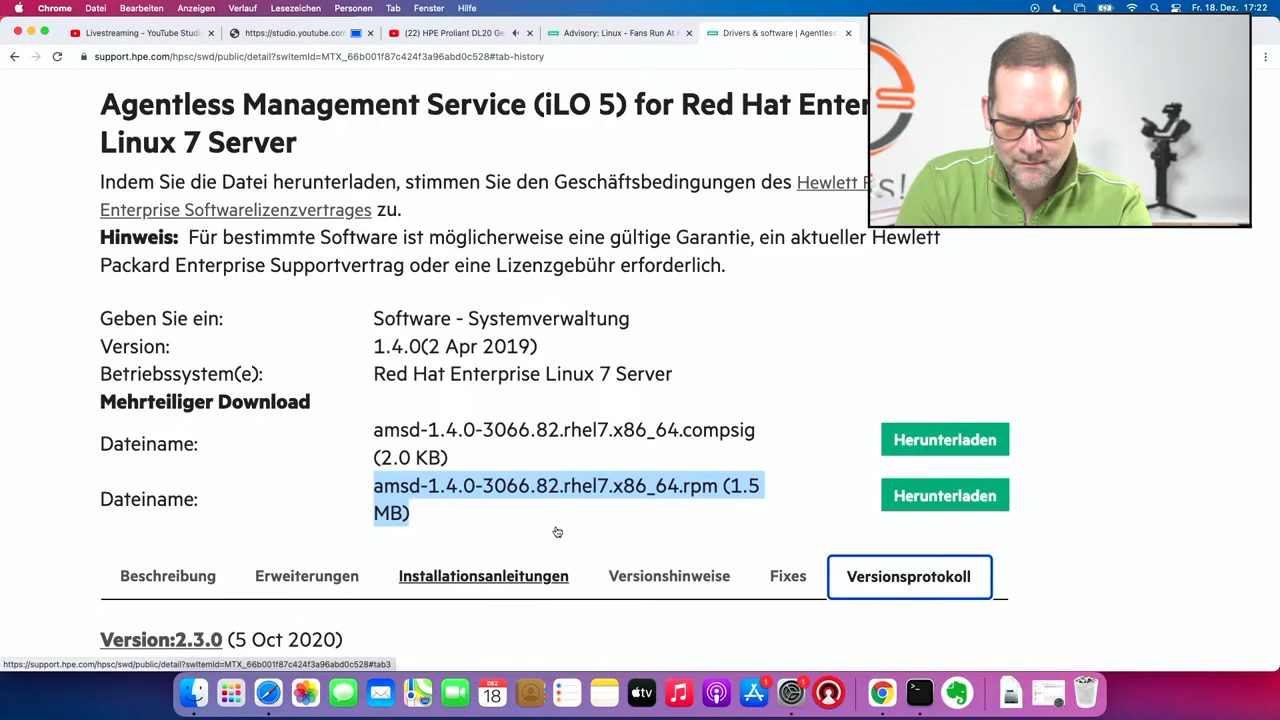 Chrome Datei Bearbeiten Anzeigen Verlauf Lesezeichen Personen Tab Fenster Hilfe Fr. 18. Dez. 17:22
Livestreaming - YouTube Studi × https://studio.youtube.com × (22) HPE Proliant DL20 Ge × Advisory: Linux - Fans Run At H × Drivers & software | Agentless ×
support.hpe.com/hpsc/swd/public/detail?swItemId=MTX_66b001f87c424f3a96abd0c528#tab-history
Agentless Management Service (iLO 5) for Red Hat Enter
Linux 7 Server
Indem Sie die Datei herunterladen, stimmen Sie den Geschäftsbedingungen des Hewlett P
Enterprise Softwarelizenzvertrages zu.
Hinweis: Für bestimmte Software ist möglicherweise eine gültige Garantie, ein aktueller Hewlett
Packard Enterprise Supportvertrag oder eine Lizenzgebühr erforderlich.
Geben Sie ein: Software - Systemverwaltung
Version: 1.4.0(2 Apr 2019)
Betriebssystem(e): Red Hat Enterprise Linux 7 Server
Mehrteiliger Download
Dateiname: amsd-1.4.0-3066.82.rhel7.x86_64.compsig
(2.0 KB)
Herunterladen
Dateiname: amsd-1.4.0-3066.82.rhel7.x86_64.rpm (1.5
MB)
Herunterladen
Beschreibung Erweiterungen Installationsanleitungen Versionshinweise Fixes Versionsprotokoll
Version:2.3.0 (5 Oct 2020)
https://support.hpe.com/hpsc/swd/public/detail?swItemId=MTX_66b001f87c424f3a96abd0c528#tab3
DEZ
18
tv
1
1